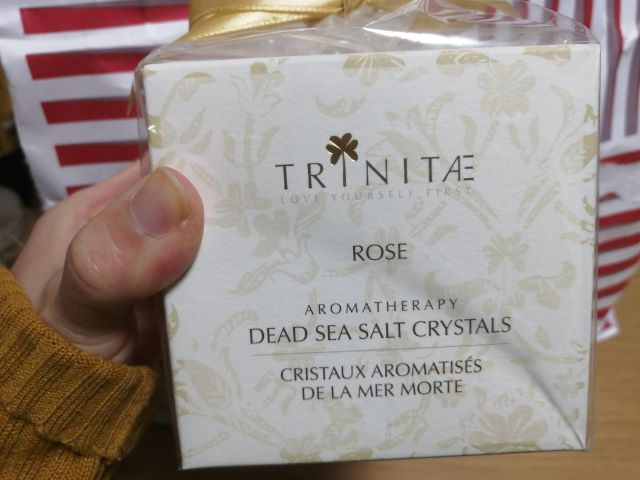 TRINITÆ
LOVE YOURSELF FIRST
ROSE
AROMATHERAPY
DEAD SEA SALT CRYSTALS
CRISTAUX AROMATISÉS
DE LA MER MORTE